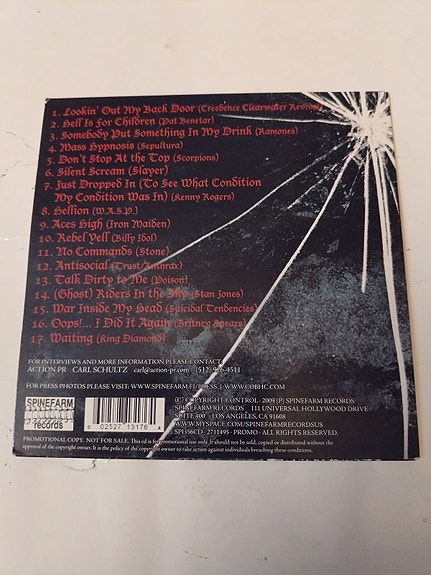 1. Lookin' Out My Back Door (Creedence Clearwater Revival)
2. Hell Is For Children (Pat Benetar)
3. Somebody Put Something In My Drink (Ramones)
4. Mass Hypnosis (Sepultura)
5. Don't Stop At the Top (Scorpions)
6. Silent Scream (Slayer)
7. Just Dropped In (To See What Condition
My Condition Was In) (Kenny Rogers)
8. Hellion (W.A.S.P.)
9. Aces High (Iron Maiden)
10. Rebel Yell (Billy Idol)
11. No Commands (Stone)
12. Antisocial (Trust/Anthrax)
13. Talk Dirty to Me (Poison)
14. (Ghost) Riders In the Sky (Stan Jones)
15. War Inside My Head (Suicidal Tendencies)
16. Oops!... I Did It Again (Britney Spears)
17. Waiting (King Diamond)
FOR INTERVIEWS AND MORE INFORMATION PLEASE CONTACT:
ACTION PR CARL SCHULTZ carl@action-pr.com (512) 4511
FOR PRESS PHOTOS PLEASE VISIT: WWW.SPINEFARM.FI/PRESS | WWW.COBHC.COM
SPINEFARM
records
6 02527 13176 4
(C) COPYRIGHT CONTROL - 2009 (P) SPINEFARM RECORDS
SPINEFARM RECORDS 111 UNIVERSAL HOLLYWOOD DRIVE
SUITE 400 LOS ANGELES, CA 91608
WWW.MYSPACE.COM/SPINEFARMRECORDSUS
SPI356CD - 2711495 - PROMO - ALL RIGHTS RESERVED.
PROMOTIONAL COPY. NOT FOR SALE. This cd is for promotional use only. It should not be sold, copied or distributed without the
approval of the copyright owner. It is the policy of the copyright owner to take action against individuals breaching these conditions.